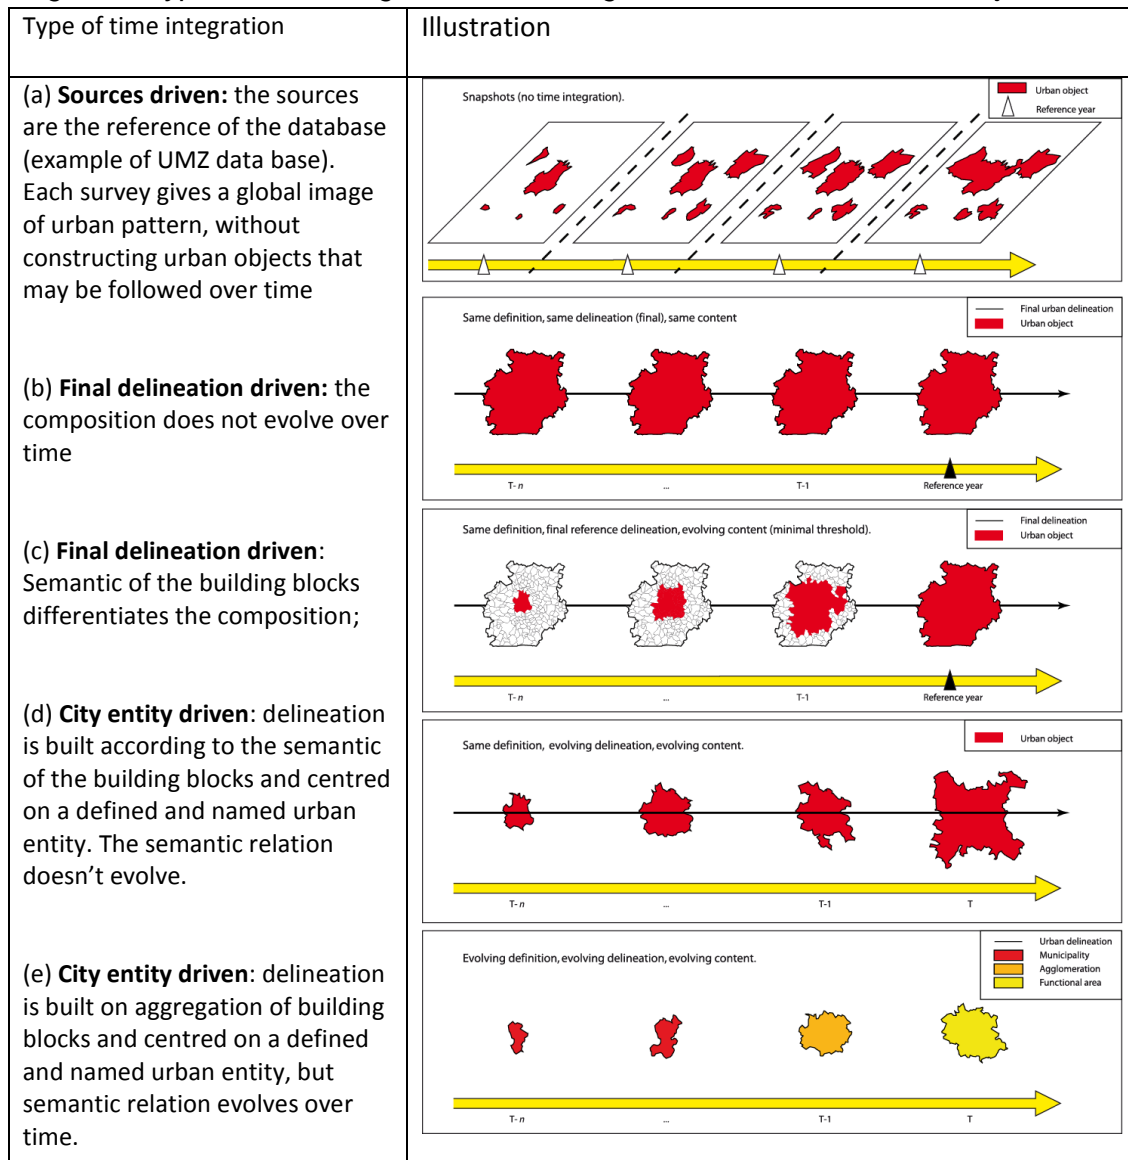 Type of time integration
Illustration
(a) Sources driven: the sources
are the reference of the database
(example of UMZ data base).
Each survey gives a global image
of urban pattern, without
constructing urban objects that
may be followed over time
Snapshots (no time integration).
Urban object
Reference year
(b) Final delineation driven: the
composition does not evolve over
time
Same definition, same delineation (final), same content
Final urban delineation
Urban object
T- n
...
T-1
Reference year
(c) Final delineation driven:
Semantic of the building blocks
differentiates the composition;
Same definition, final reference delineation, evolving content (minimal threshold).
Final delineation
Urban object
T- n
...
T-1
Reference year
(d) City entity driven: delineation
is built according to the semantic
of the building blocks and centred
on a defined and named urban
entity. The semantic relation
doesn’t evolve.
Same definition, evolving delineation, evolving content.
Urban object
T- n
...
T-1
T
(e) City entity driven: delineation
is built on aggregation of building
blocks and centred on a defined
and named urban entity, but
semantic relation evolves over
time.
Evolving definition, evolving delineation, evolving content.
Urban delineation
Municipality
Agglomeration
Functional area
T- n
...
T-1
T